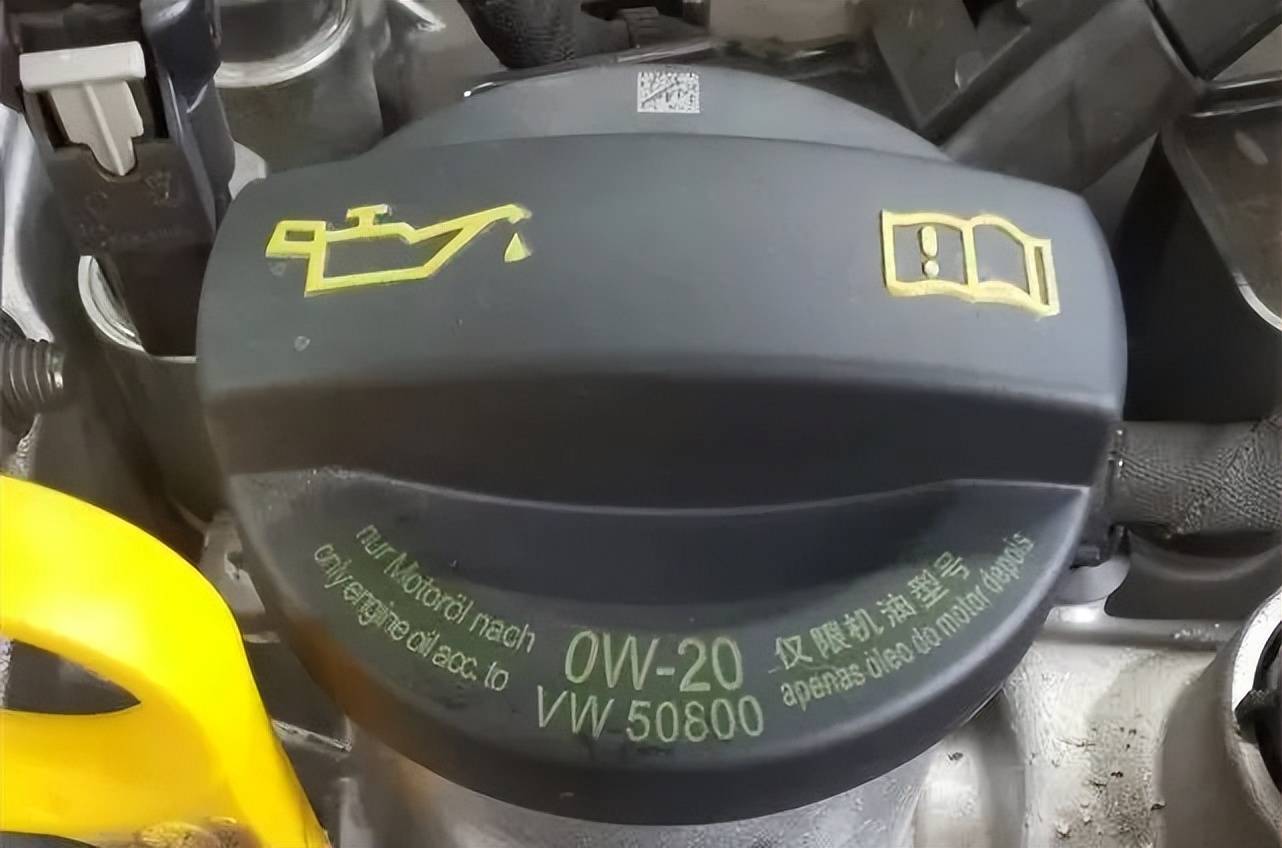 nur Motoröl nach
only engine oil acc. to
0W-20
VW 50800
仅限机油型号
apenas óleo do motor depois